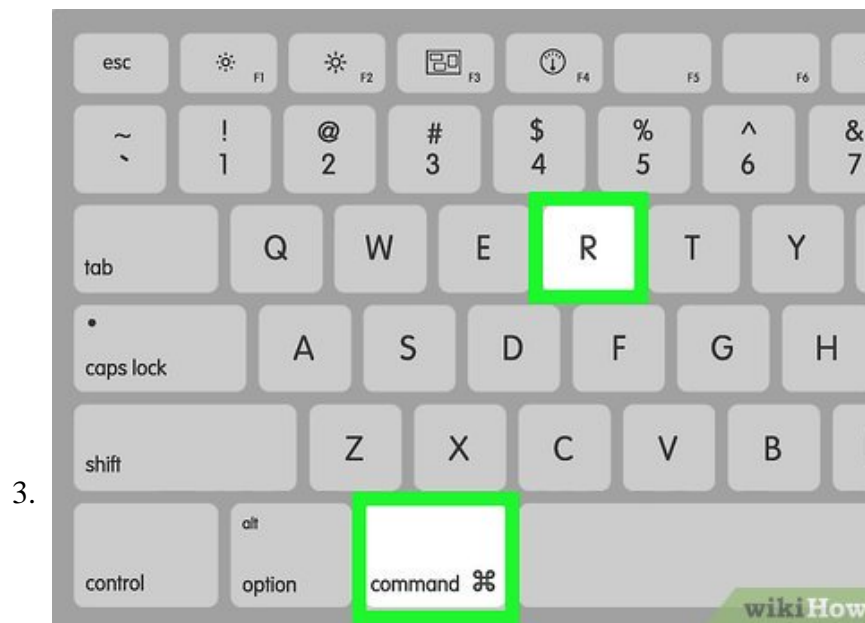 esc F1 F2 F3 F4 F5 F6
~ ! @ # $ % ^ &
` 1 2 3 4 5 6 7
tab Q W E R T Y
caps lock A S D F G H
shift Z X C V B
3.
alt
control option command ⌘
wikiHow